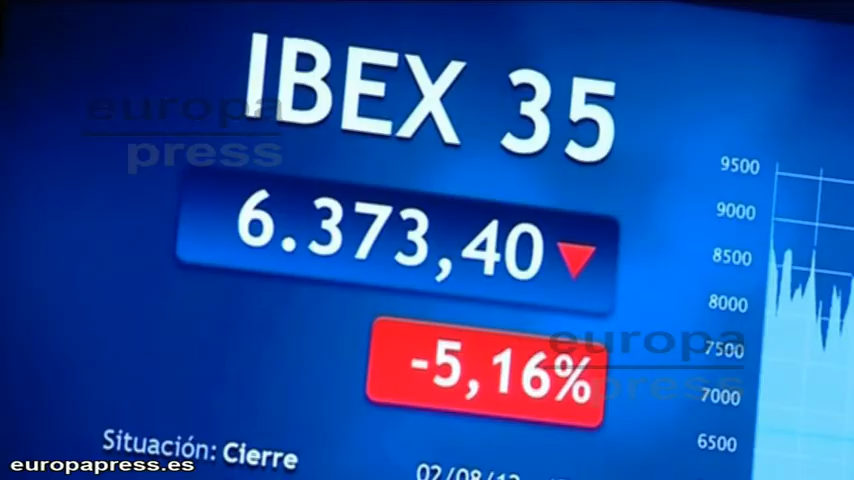 IBEX 35
europa
press
6.373,40
-5,16%
europa
press
9500
9000
8500
8000
7500
7000
6500
Situación: Cierre
europapress.es